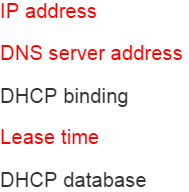 IP address
DNS server address
DHCP binding
Lease time
DHCP database